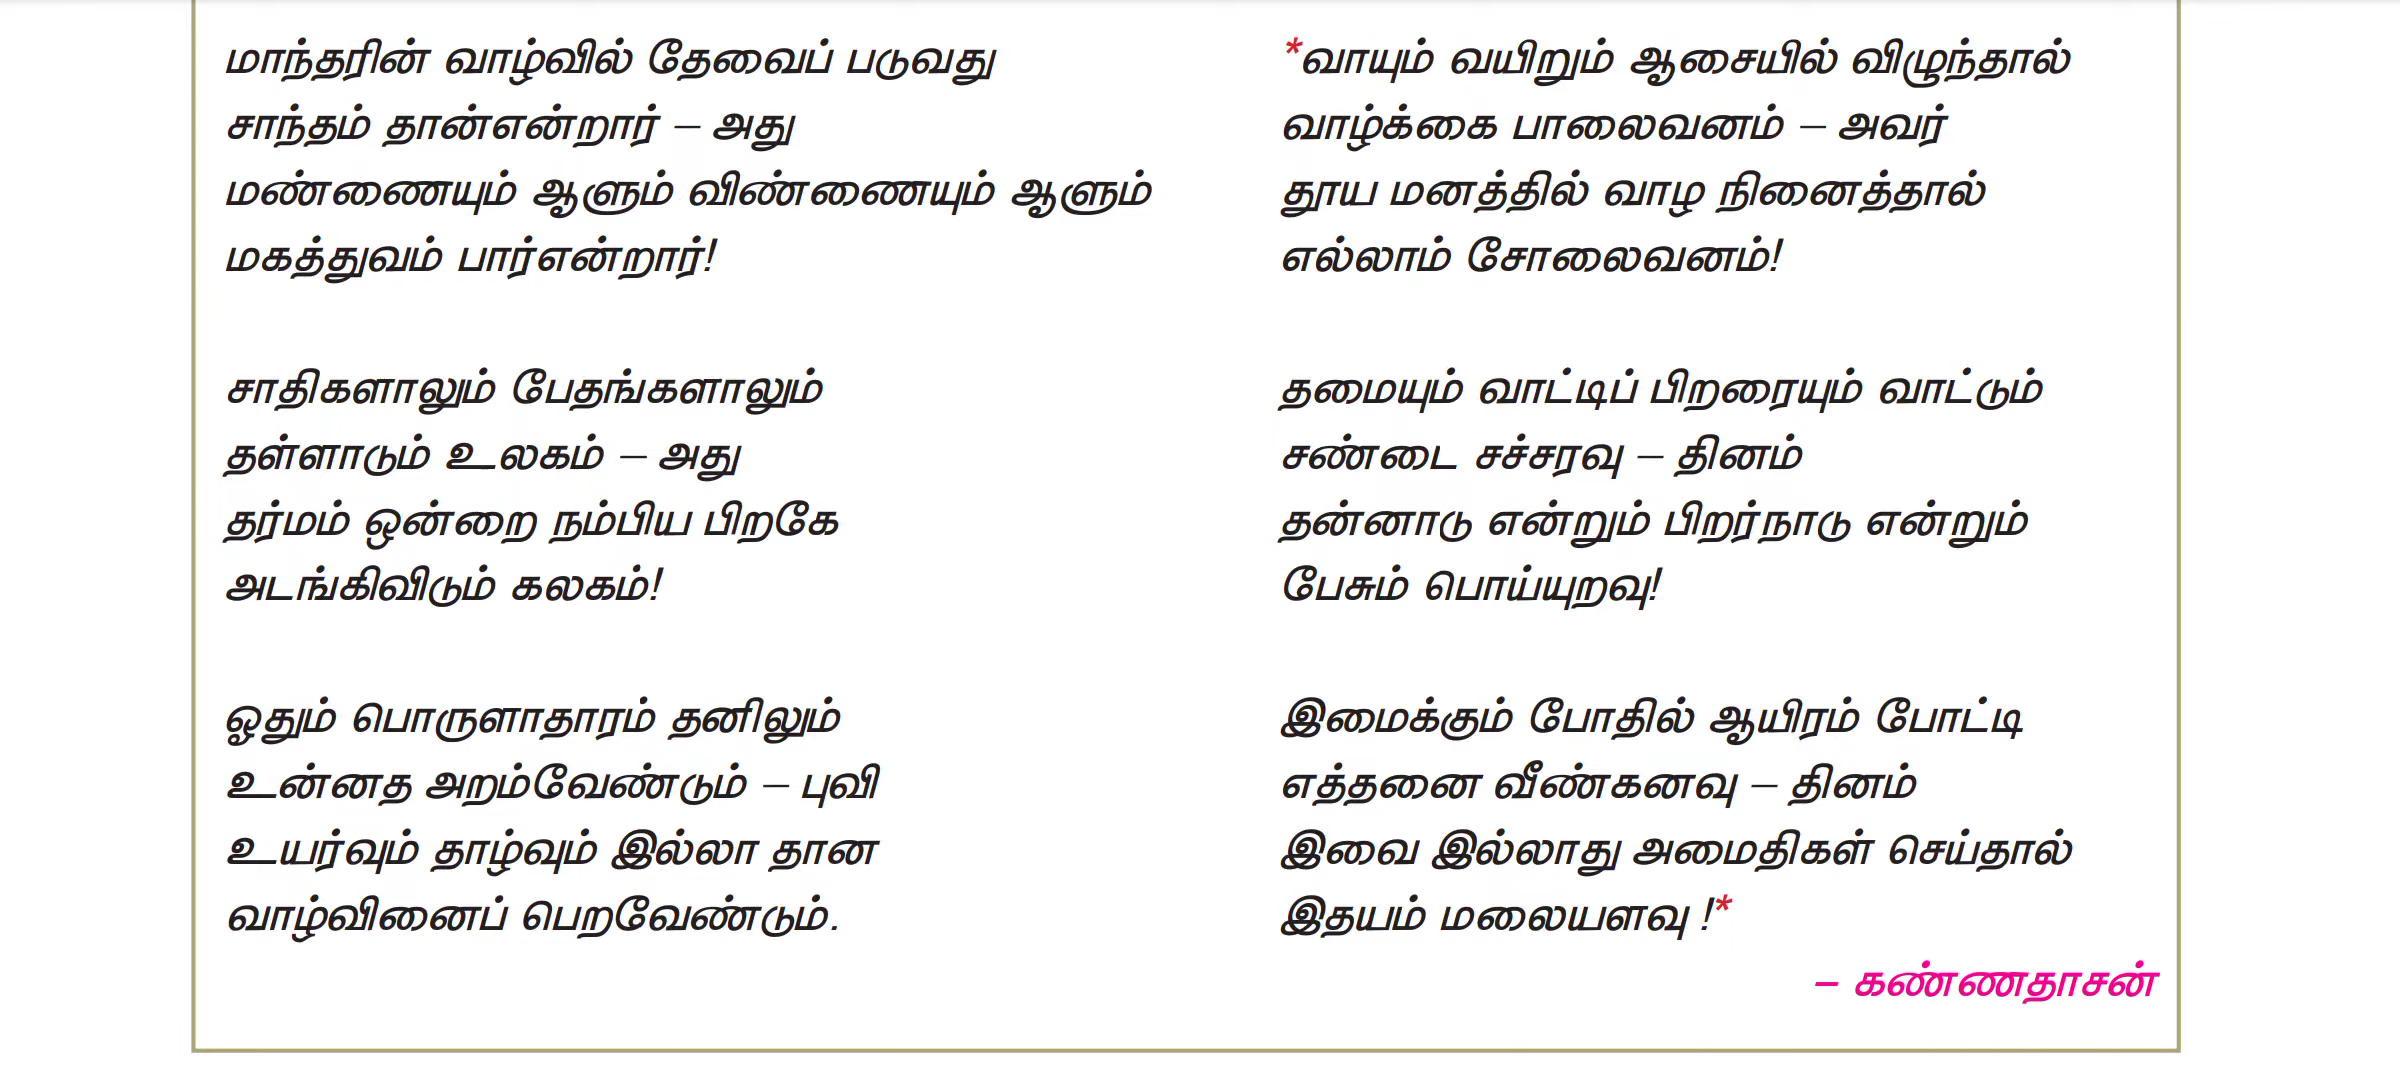 மாந்தரின் வாழ்வில் தேவைப் படுவது
சாந்தம் தான்என்றார் – அது
மண்ணையும் ஆளும் விண்ணையும் ஆளும்
மகத்துவம் பார்என்றார்!
சாதிகளாலும் பேதங்களாலும்
தள்ளாடும் உலகம் – அது
தர்மம் ஒன்றை நம்பிய பிறகே
அடங்கிவிடும் கலகம்!
ஓதும் பொருளாதாரம் தனிலும்
உன்னத அறம்வேண்டும் – புவி
உயர்வும் தாழ்வும் இல்லா தான
வாழ்வினைப் பெறவேண்டும்.
*வாயும் வயிறும் ஆசையில் விழுந்தால்
வாழ்க்கை பாலைவனம் – அவர்
தூய மனத்தில் வாழ நினைத்தால்
எல்லாம் சோலைவனம்!
தமையும் வாட்டிப் பிறரையும் வாட்டும்
சண்டை சச்சரவு – தினம்
தன்னாடு என்றும் பிறர்நாடு என்றும்
பேசும் பொய்யுறவு!
இமைக்கும் போதில் ஆயிரம் போட்டி
எத்தனை வீண்கனவு – தினம்
இவை இல்லாது அமைதிகள் செய்தால்
இதயம் மலையளவு !*
– கண்ணதாசன்